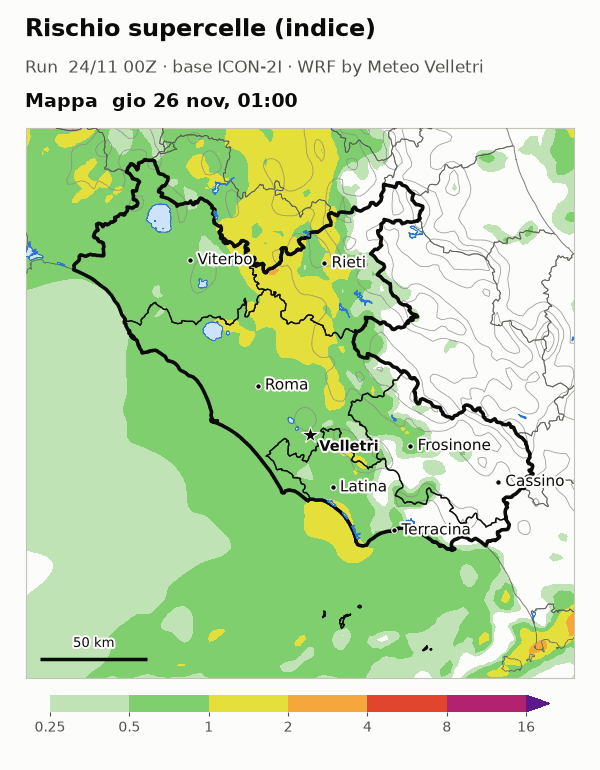 Rischio supercelle (indice)
Run  24/11 00Z · base ICON-2I · WRF by Meteo Velletri
Mappa  gio 26 nov, 01:00
Viterbo
Rieti
Roma
Velletri
Frosinone
Latina
Cassino
Terracina
50 km
0.25 0.5 1 2 4 8 16